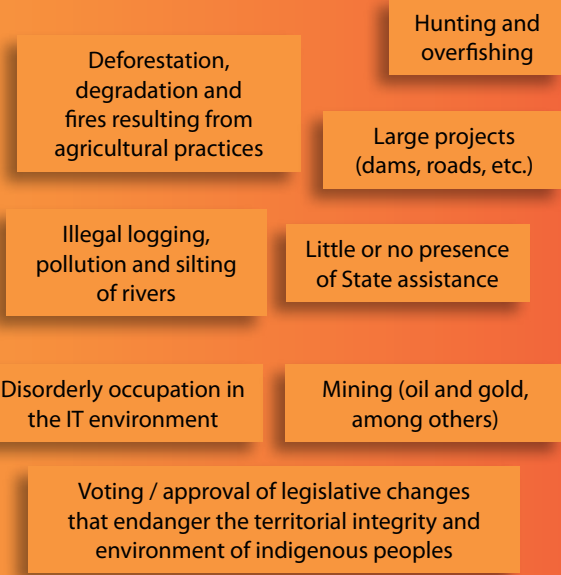 Hunting and
overfishing
Deforestation,
degradation and
fires resulting from
agricultural practices
Large projects
(dams, roads, etc.)
Illegal logging,
pollution and silting
of rivers
Little or no presence
of State assistance
Disorderly occupation in
the IT environment
Mining (oil and gold,
among others)
Voting / approval of legislative changes
that endanger the territorial integrity and
environment of indigenous peoples